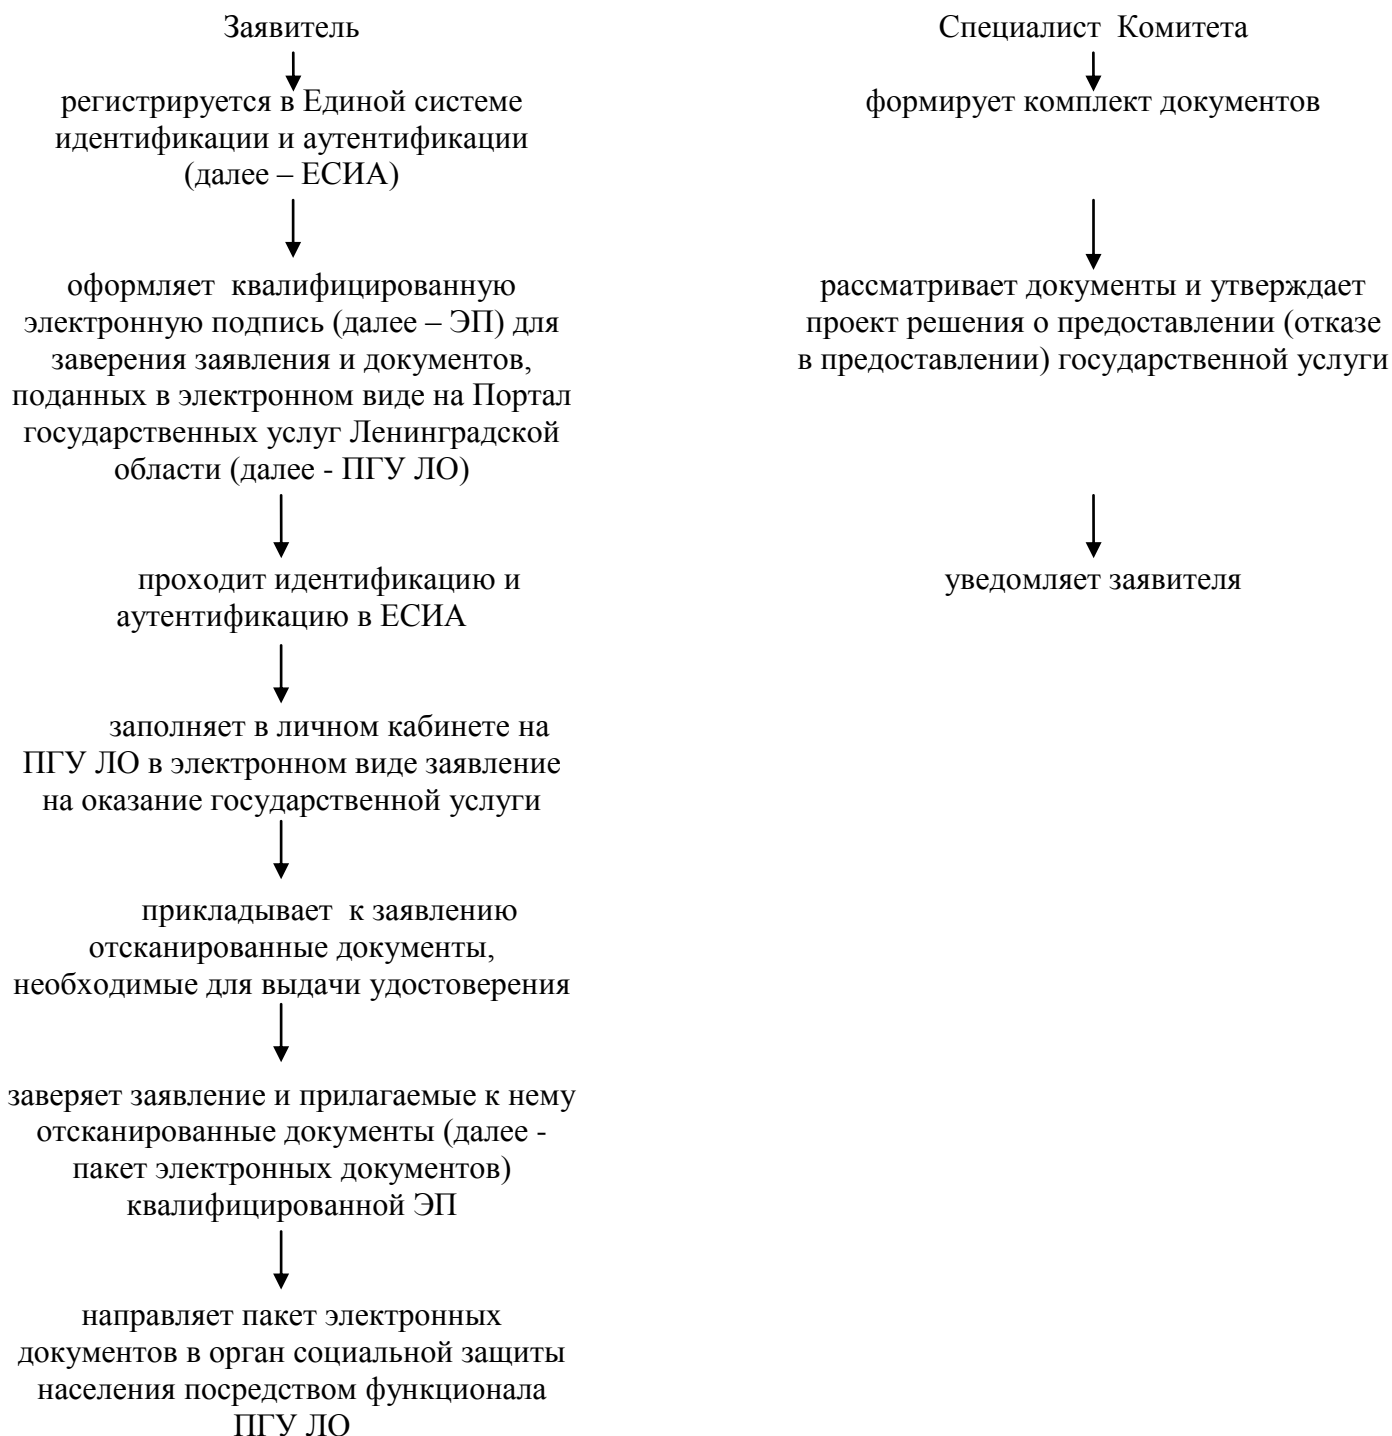 Заявитель
регистрируется в Единой системе
идентификации и аутентификации
(далее – ЕСИА)
оформляет квалифицированную
электронную подпись (далее – ЭП) для
заверения заявления и документов,
поданных в электронном виде на Портал
государственных услуг Ленинградской
области (далее - ПГУ ЛО)
проходит идентификацию и
аутентификацию в ЕСИА
заполняет в личном кабинете на
ПГУ ЛО в электронном виде заявление
на оказание государственной услуги
прикладывает к заявлению
отсканированные документы,
необходимые для выдачи удостоверения
заверяет заявление и прилагаемые к нему
отсканированные документы (далее -
пакет электронных документов)
квалифицированной ЭП
направляет пакет электронных
документов в орган социальной защиты
населения посредством функционала
ПГУ ЛО
Специалист Комитета
формирует комплект документов
рассматривает документы и утверждает
проект решения о предоставлении (отказе
в предоставлении) государственной услуги
уведомляет заявителя